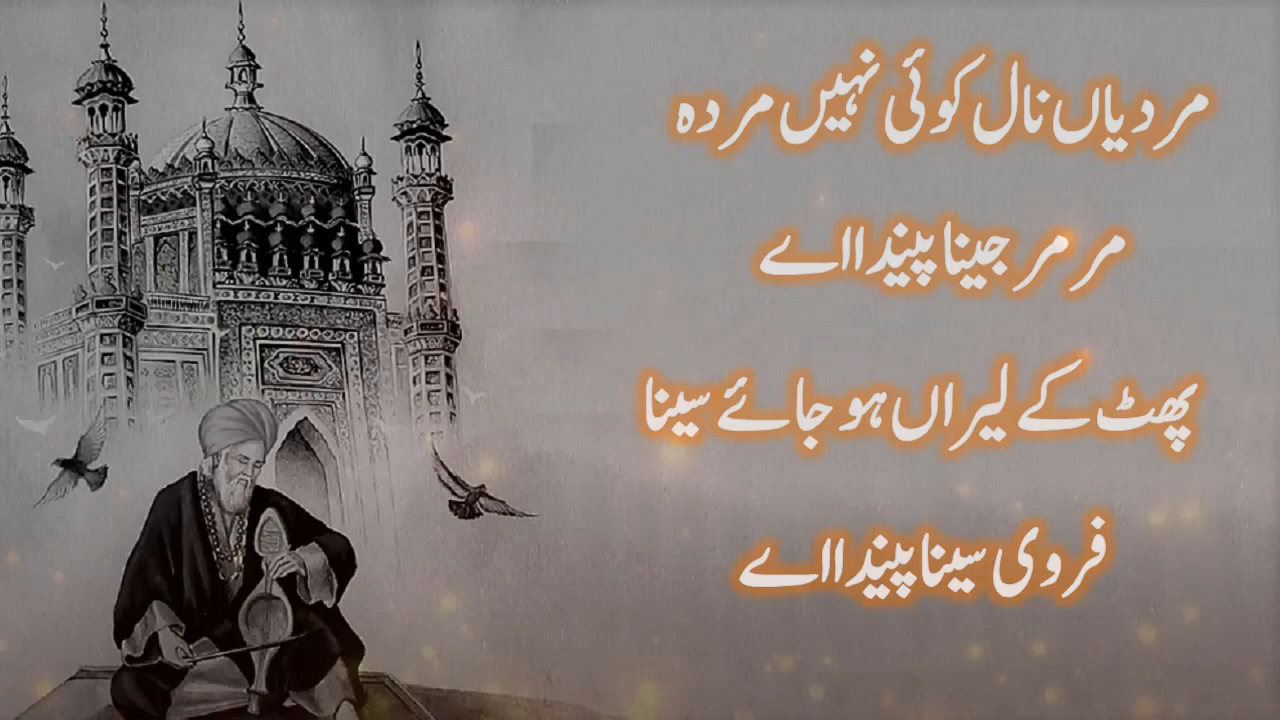 مردیاں نال کوئی نہیں مردہ
مر مر جینا پیندا اے
پھٹ کے لیراں ہو جائے سینا
فر وی سینا پیندا اے